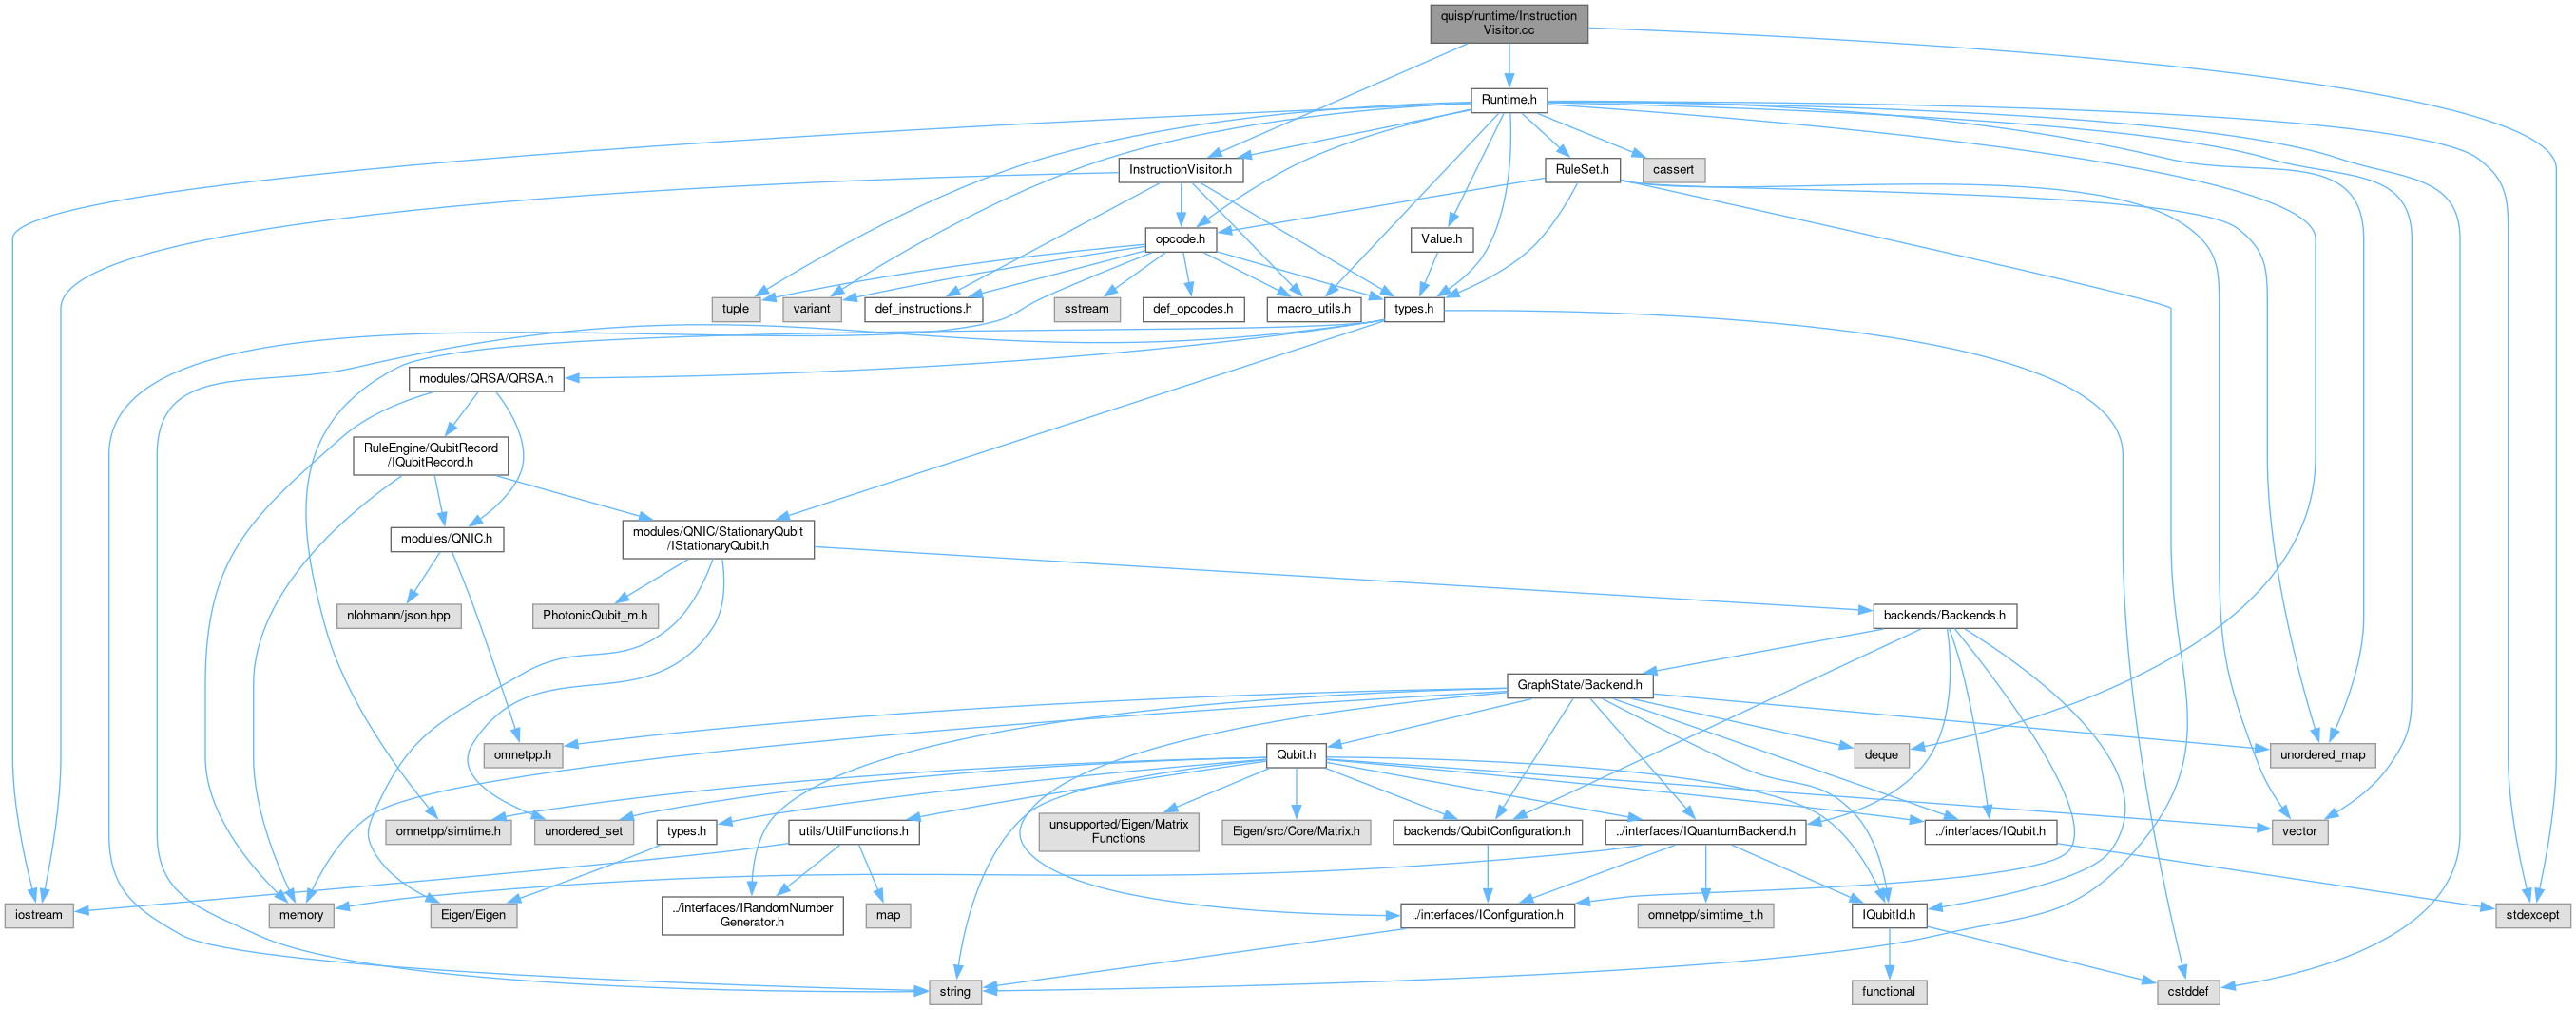 quisp/runtime/Instruction
Visitor.cc
Runtime.h
InstructionVisitor.h
RuleSet.h
cassert
opcode.h
Value.h
tuple
variant
def_instructions.h
sstream
def_opcodes.h
macro_utils.h
types.h
modules/QRSA/QRSA.h
RuleEngine/QubitRecord
/IQubitRecord.h
modules/QNIC.h
modules/QNIC/StationaryQubit
/IStationaryQubit.h
nlohmann/json.hpp
PhotonicQubit_m.h
backends/Backends.h
GraphState/Backend.h
omnetpp.h
Qubit.h
deque
unordered_map
omnetpp/simtime.h
unordered_set
types.h
utils/UtilFunctions.h
unsupported/Eigen/Matrix
Functions
Eigen/src/Core/Matrix.h
backends/QubitConfiguration.h
../interfaces/IQuantumBackend.h
../interfaces/IQubit.h
vector
iostream
memory
Eigen/Eigen
../interfaces/IRandomNumber
Generator.h
map
../interfaces/IConfiguration.h
omnetpp/simtime_t.h
IQubitId.h
stdexcept
string
functional
cstddef